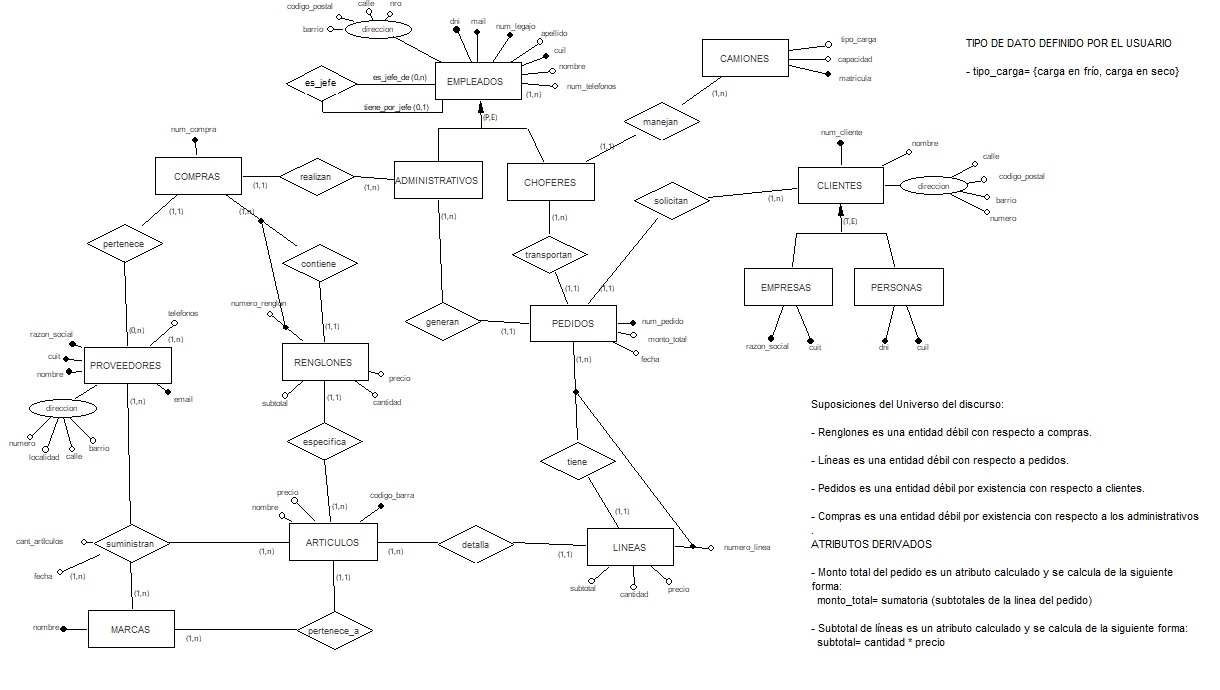 codigo_postal
calle
nro
barrio
direccion
dni
mail
num_legajo
apellido
cuil
nombre
num_telefonos
(1,n)
EMPLEADOS
es_jefe
es_jefe_de (0,n)
tiene_por_jefe (0,1)
(P,E)
CAMIONES
tipo_carga
capacidad
matricula
(1,n)
manejan
(1,1)
TIPO DE DATO DEFINIDO POR EL USUARIO
- tipo_carga= {carga en frío, carga en seco}
num_compra
COMPRAS
(1,1)
realizan
(1,n)
ADMINISTRATIVOS
CHOFERES
(1,n)
(1,n)
num_cliente
nombre
CLIENTES
direccion
calle
codigo_postal
barrio
numero
(1,n)
solicitan
(T,E)
(1,1)
(1,n)
pertenece
contiene
transportan
(1,1)
(1,1)
EMPRESAS
PERSONAS
razon_social
cuit
dni
cuil
numero_renglon
(1,1)
generan
(1,1)
PEDIDOS
num_pedido
monto_total
fecha
(1,n)
telefonos
(1,n)
(0,n)
razon_social
cuit
nombre
PROVEEDORES
email
(1,n)
direccion
numero
localidad
calle
barrio
RENGLONES
precio
cantidad
subtotal
(1,1)
especifica
(1,n)
tiene
(1,1)
Suposiciones del Universo del discurso:
- Renglones es una entidad débil con respecto a compras.
- Líneas es una entidad débil con respecto a pedidos.
- Pedidos es una entidad débil por existencia con respecto a clientes.
- Compras es una entidad débil por existencia con respecto a los administrativos
.
ATRIBUTOS DERIVADOS
- Monto total del pedido es un atributo calculado y se calcula de la siguiente
forma:
monto_total= sumatoria (subtotales de la linea del pedido)
- Subtotal de líneas es un atributo calculado y se calcula de la siguiente forma:
subtotal= cantidad * precio
precio
nombre
codigo_barra
ARTICULOS
(1,n)
(1,n)
detalla
(1,1)
LINEAS
numero_linea
subtotal
cantidad
precio
cant_artlculos
suministran
fecha
(1,n)
(1,n)
(1,1)
nombre
MARCAS
(1,n)
pertenece_a